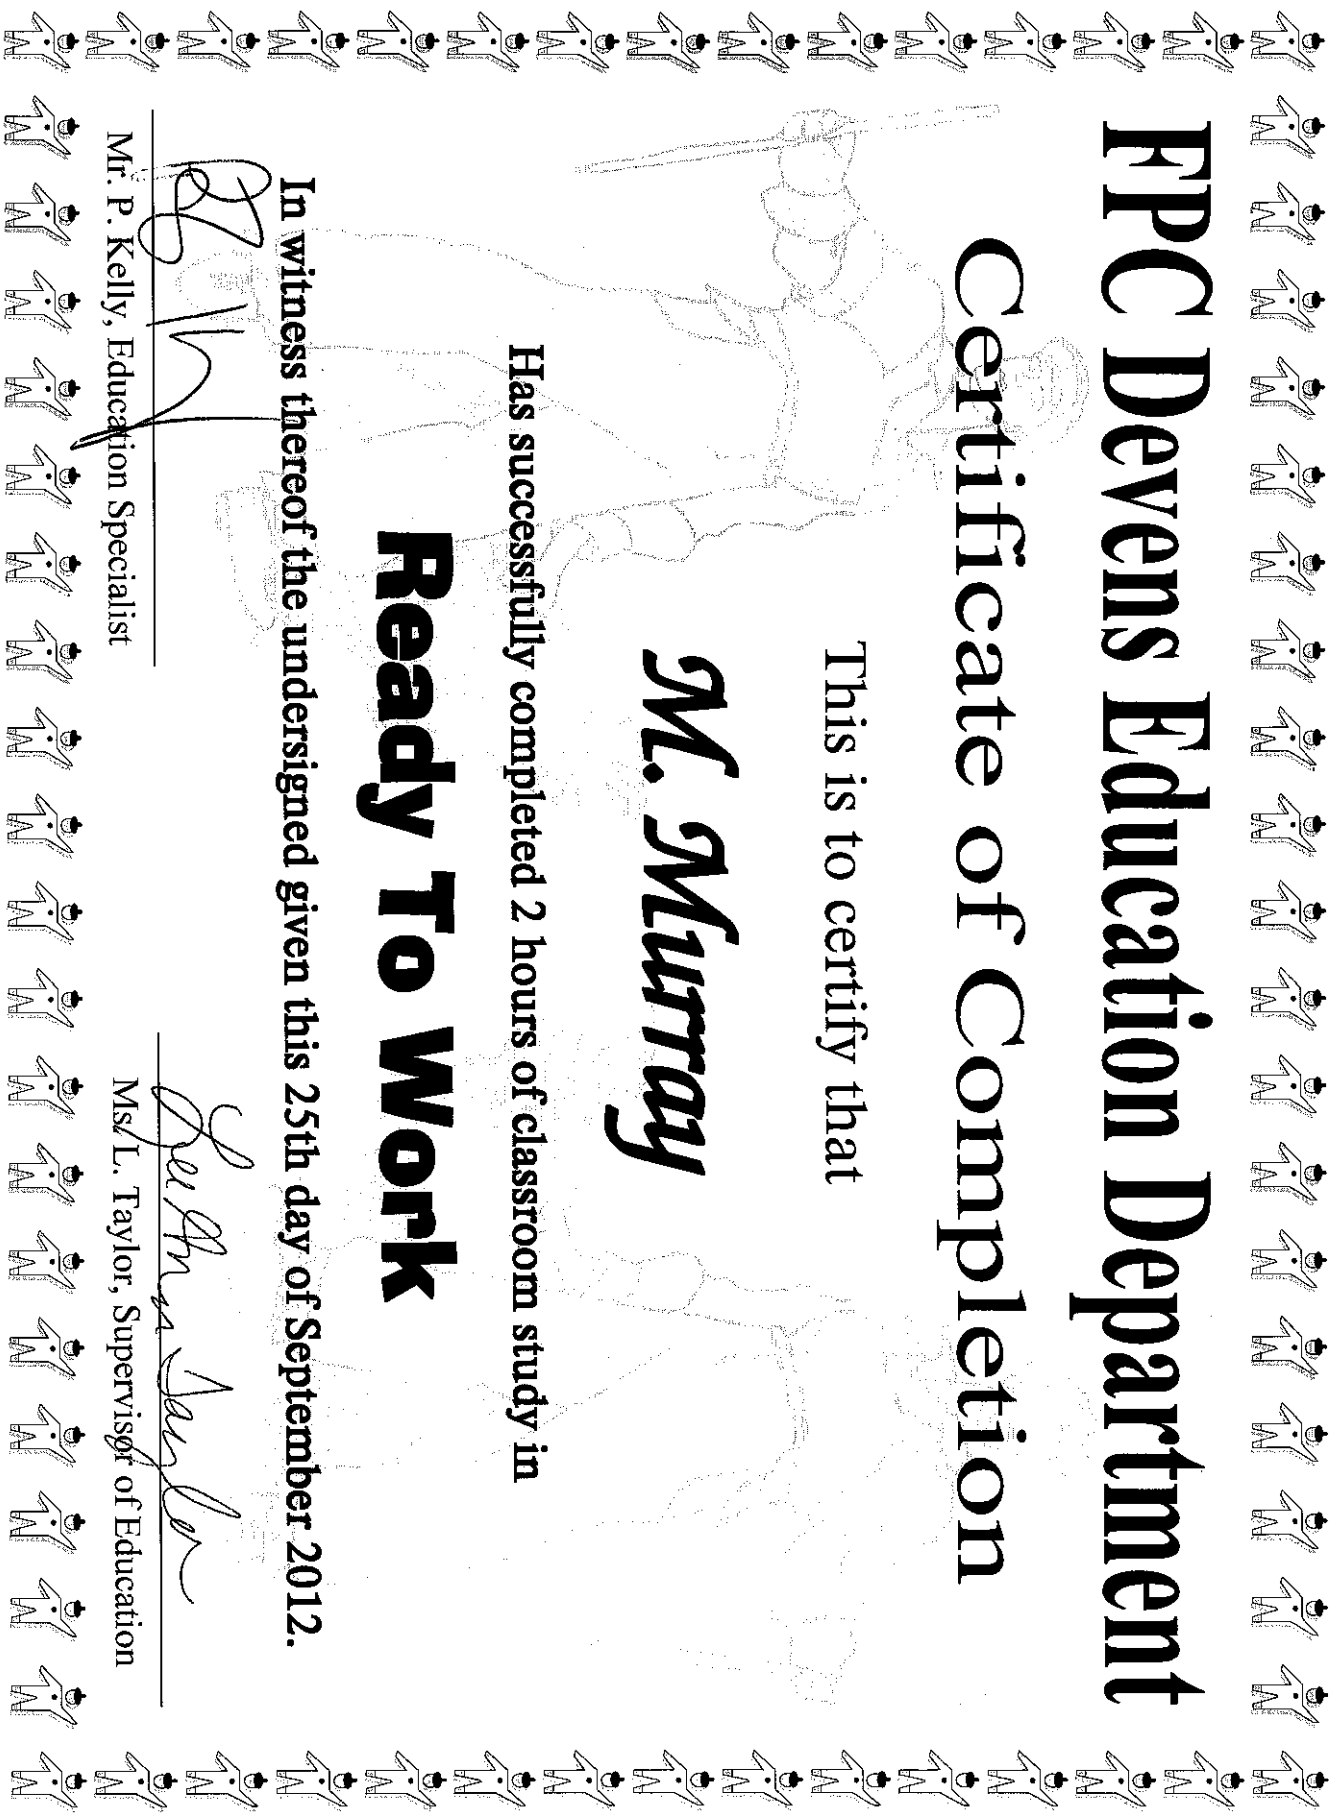 FPC Devens Education Department
Certificate of Completion
This is to certify that
M. Murray
Has successfully completed 2 hours of classroom study in
Ready To Work
In witness thereof the undersigned given this 25th day of September 2012.
Mr. P. Kelly, Education Specialist
LeeAnn Taylor
Ms. L. Taylor, Supervisor of Education